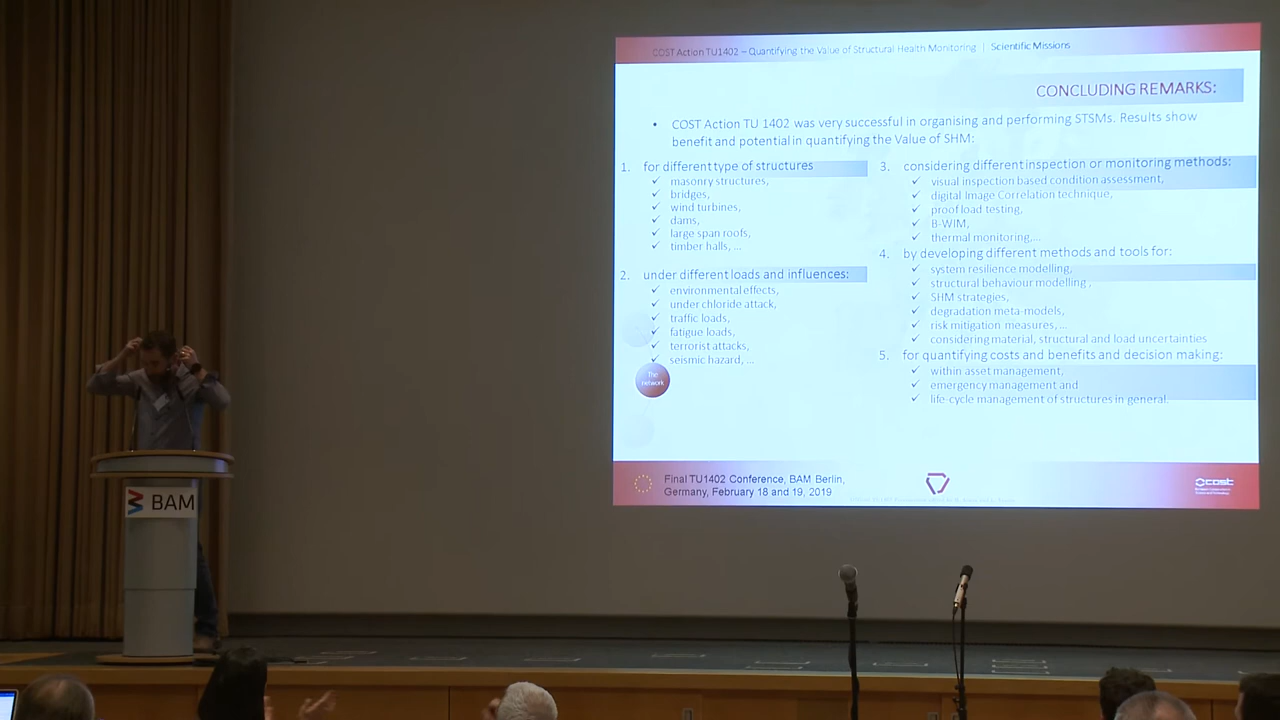 COST Action TU1402 – Quantifying the Value of Structural Health Monitoring | Scientific Missions
CONCLUDING REMARKS:
• COST Action TU 1402 was very successful in organising and performing STSMs. Results show
benefit and potential in quantifying the Value of SHM:
1. for different type of structures
✓ masonry structures,
✓ bridges,
✓ wind turbines,
✓ dams,
✓ large span roofs,
✓ timber halls, ...
2. under different loads and influences:
✓ environmental effects,
✓ under chloride attack,
✓ traffic loads,
✓ fatigue loads,
✓ terrorist attacks,
✓ seismic hazard, ...
The
network
3. considering different inspection or monitoring methods:
✓ visual inspection based condition assessment,
✓ digital Image Correlation technique,
✓ proof load testing,
✓ B-WIM,
✓ thermal monitoring,...
4. by developing different methods and tools for:
✓ system resilience modelling,
✓ structural behaviour modelling ,
✓ SHM strategies,
✓ degradation meta-models,
✓ risk mitigation measures, ...
✓ considering material, structural and load uncertainties
5. for quantifying costs and benefits and decision making:
✓ within asset management,
✓ emergency management and
✓ life-cycle management of structures in general.
Final TU1402 Conference, BAM Berlin,
Germany, February 18 and 19, 2019
cost
BAM